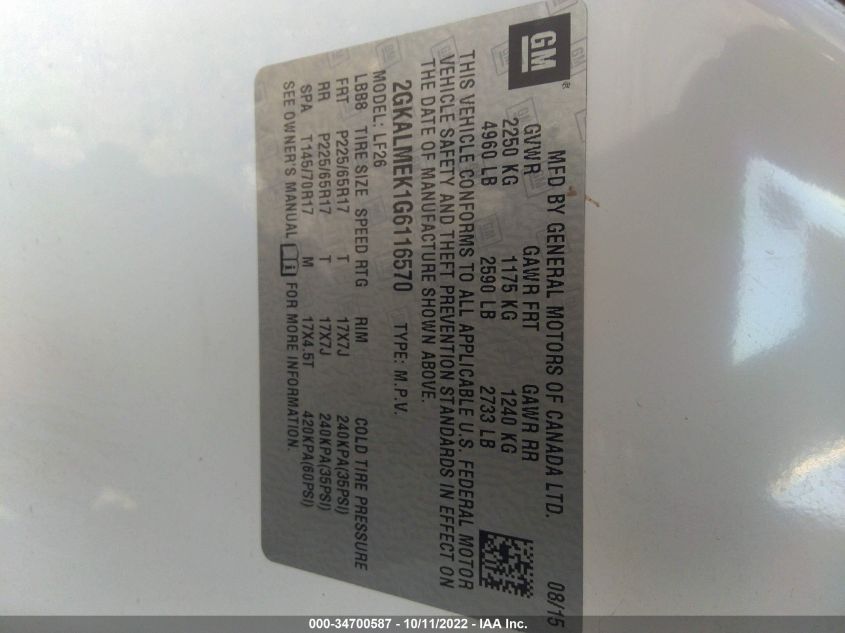 GM
®
MFD BY GENERAL MOTORS OF CANADA LTD. 08/15
GVWR GAWR FRT GAWR RR
2250 KG 1175 KG 1240 KG
4960 LB 2590 LB 2733 LB
THIS VEHICLE CONFORMS TO ALL APPLICABLE U.S. FEDERAL MOTOR
VEHICLE SAFETY AND THEFT PREVENTION STANDARDS IN EFFECT ON
THE DATE OF MANUFACTURE SHOWN ABOVE.
2GKALMEK1G6116570 TYPE: M.P.V.
MODEL: LF26
LBB8 TIRE SIZE SPEED RTG RIM COLD TIRE PRESSURE
FRT P225/65R17 T 17X7J 240KPA(35PSI)
RR P225/65R17 T 17X7J 240KPA(35PSI)
SPA T145/70R17 M 17X4.5T 420KPA(60PSI)
SEE OWNER'S MANUAL FOR MORE INFORMATION.
000-34700587 - 10/11/2022 - IAA Inc.